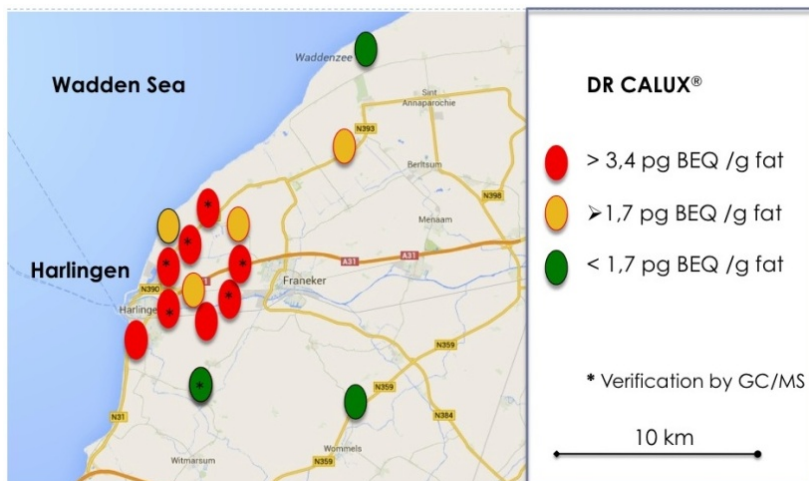 Waddenzee
Wadden Sea
Sint
Annaparochie
N393
Berltsum
N398
Menaam
Harlingen
A31
A31
N390
Franeker
Harlinge
N359
N359
N31
N384
Wommels
Witmarsum
N359
DR CALUX®
> 3,4 pg BEQ /g fat
➢1,7 pg BEQ /g fat
< 1,7 pg BEQ /g fat
* Verification by GC/MS
10 km